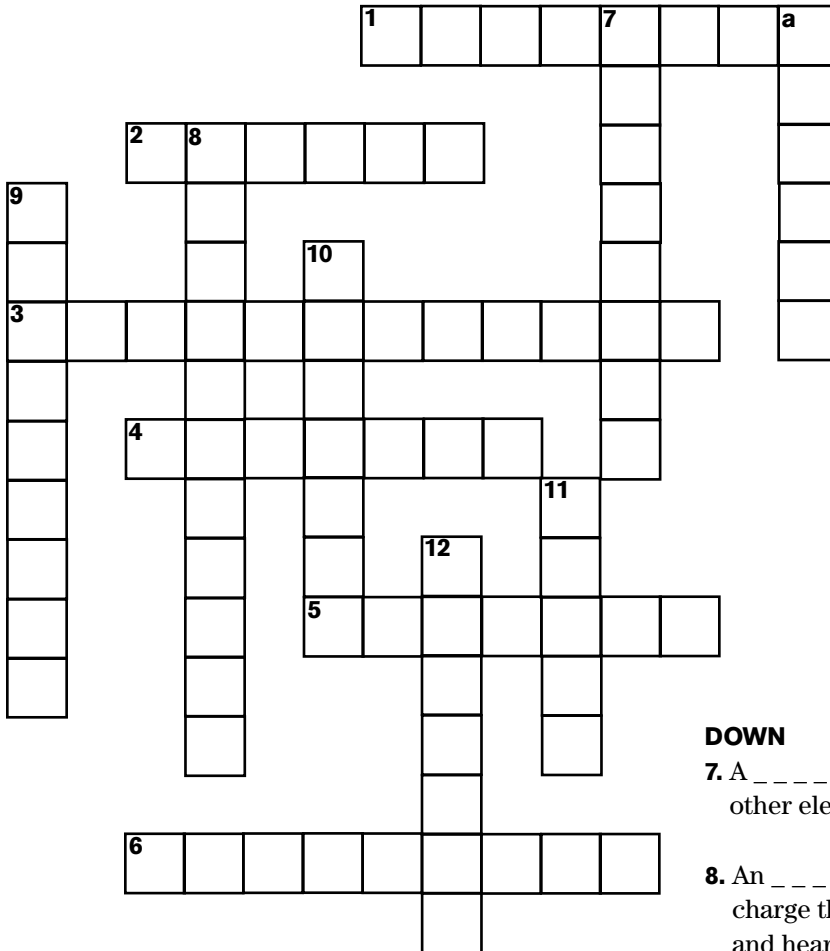 1 7 a
2 8
9
10
3
4
11
12
5
DOWN
7. A _ _ _ _
other ele
8. An _ _ _
charge th
6
and hear